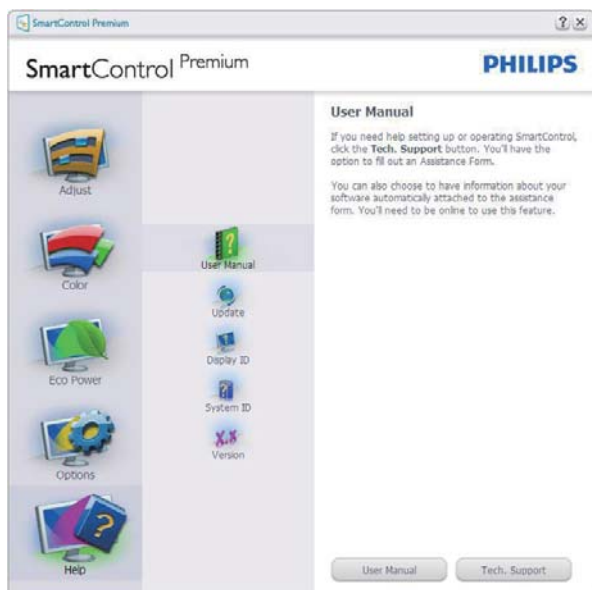 SmartControl Premium
? ×
SmartControl Premium
PHILIPS
Adjust
Color
Eco Power
Options
Help
User Manual
Update
Display ID
System ID
X.X
Version
User Manual
If you need help setting up or operating SmartControl,
click the Tech. Support button. You'll have the
option to fill out an Assistance Form.
You can also choose to have information about your
software automatically attached to the assistance
form. You'll need to be online to use this feature.
User Manual
Tech. Support